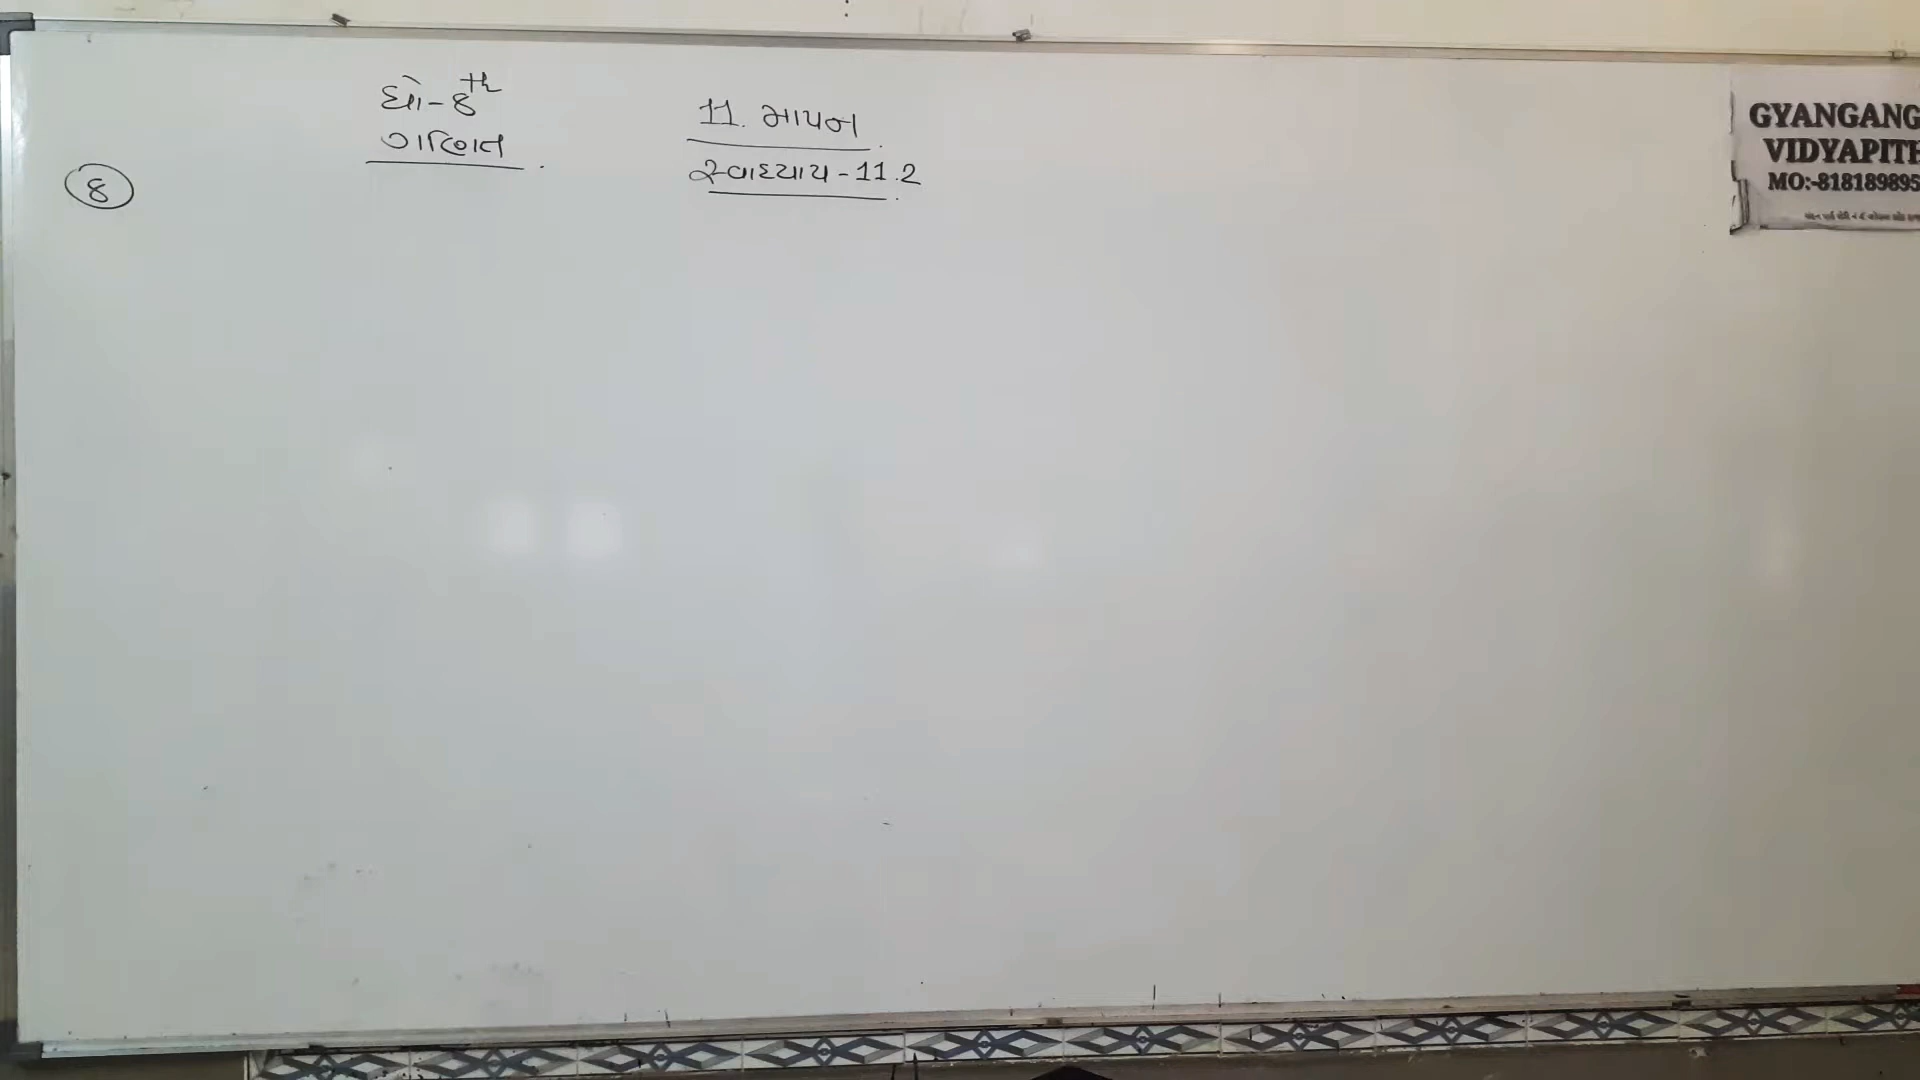 ધો-8th
ગણિત
11. માપન
સ્વાધ્યાય-11.2
8
GYANGANG
VIDYAPITH
MO:-818189895